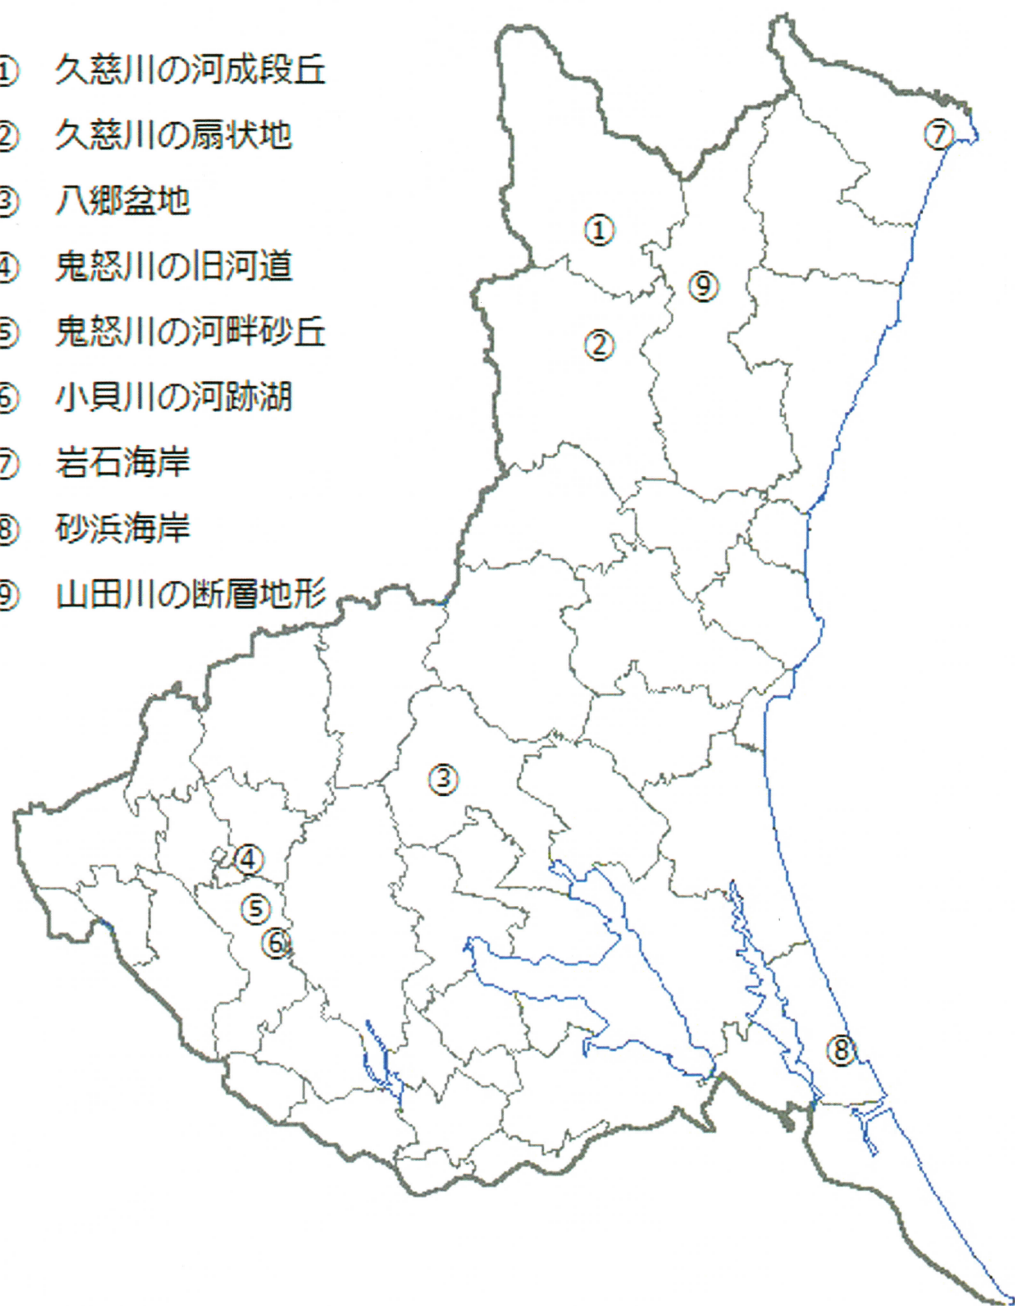 ① 久慈川の河成段丘
② 久慈川の扇状地
③ 八郷盆地
④ 鬼怒川の旧河道
⑤ 鬼怒川の河畔砂丘
⑥ 小貝川の河跡湖
⑦ 岩石海岸
⑧ 砂浜海岸
⑨ 山田川の断層地形
⑦
①
⑨
②
③
④
⑤
⑥
⑧